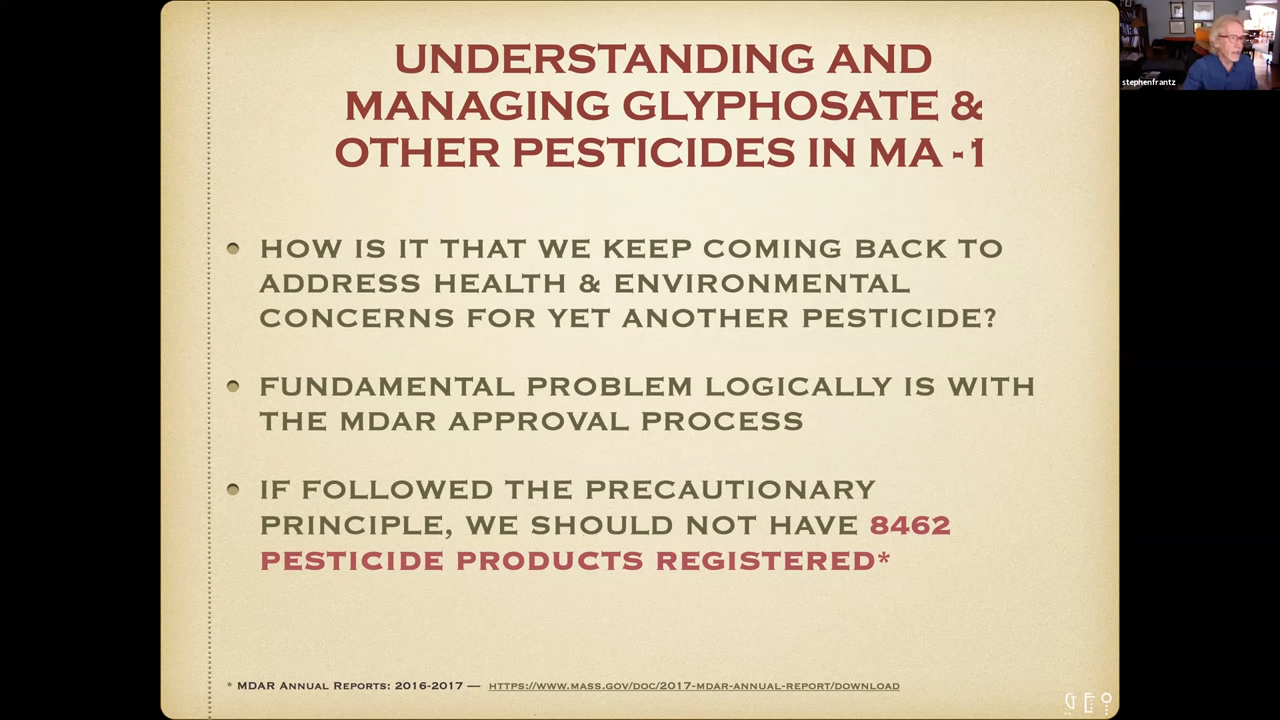 UNDERSTANDING AND
MANAGING GLYPHOSATE &
OTHER PESTICIDES IN MA -1
• HOW IS IT THAT WE KEEP COMING BACK TO
ADDRESS HEALTH & ENVIRONMENTAL
CONCERNS FOR YET ANOTHER PESTICIDE?
• FUNDAMENTAL PROBLEM LOGICALLY IS WITH
THE MDAR APPROVAL PROCESS
• IF FOLLOWED THE PRECAUTIONARY
PRINCIPLE, WE SHOULD NOT HAVE 8462
PESTICIDE PRODUCTS REGISTERED*
* MDAR ANNUAL REPORTS: 2016-2017 — HTTPS://WWW.MASS.GOV/DOC/2017-MDAR-ANNUAL-REPORT/DOWNLOAD
GEO
stephenfrantz